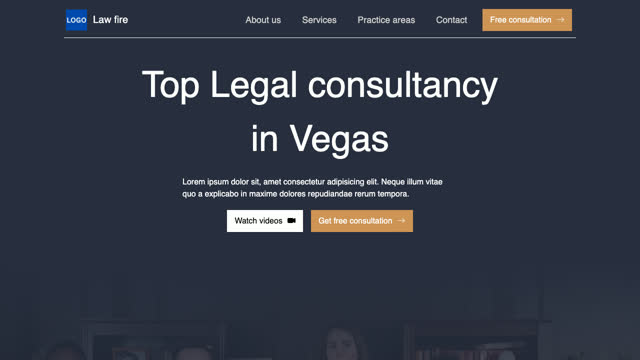 LOGO Law fire About us Services Practice areas Contact Free consultation
Top Legal consultancy
in Vegas
Lorem ipsum dolor sit, amet consectetur adipisicing elit. Neque illum vitae
quo a explicabo in maxime dolores repudiandae rerum tempora.
Watch videos Get free consultation